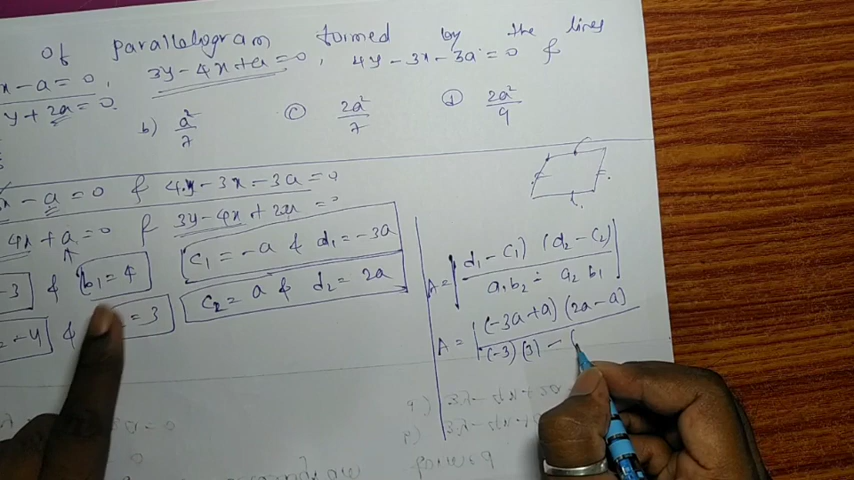 of parallelogram formed by the lines
x - a = 0, 3y - 4x + a = 0, 4y - 3x - 3a = 0 &
y + 2a = 0.
b) a²/7 ⓒ 2a²/7 ⓓ 2a²/9
x - a = 0 & 4y - 3x - 3a = 0
4x + a = 0 & 3y - 4x + 2a = 0
-3 & b₁ = 4 C₁ = -a & d₁ = -3a
-4 & = 3 C₂ = a & d₂ = 2a
A = |(d₁ - C₁) (d₂ - C₂) / a₁b₂ - a₂b₁|
A = |(-3a + a) (2a - a) / (-3)(3) - (